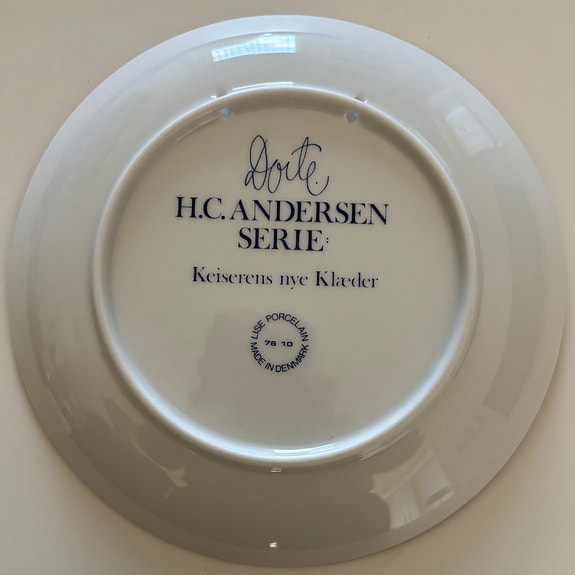 Dorte.
H.C. ANDERSEN
SERIE:
Keiserens nye Klæder
LISE PORCELAIN
76 10
MADE IN DENMARK